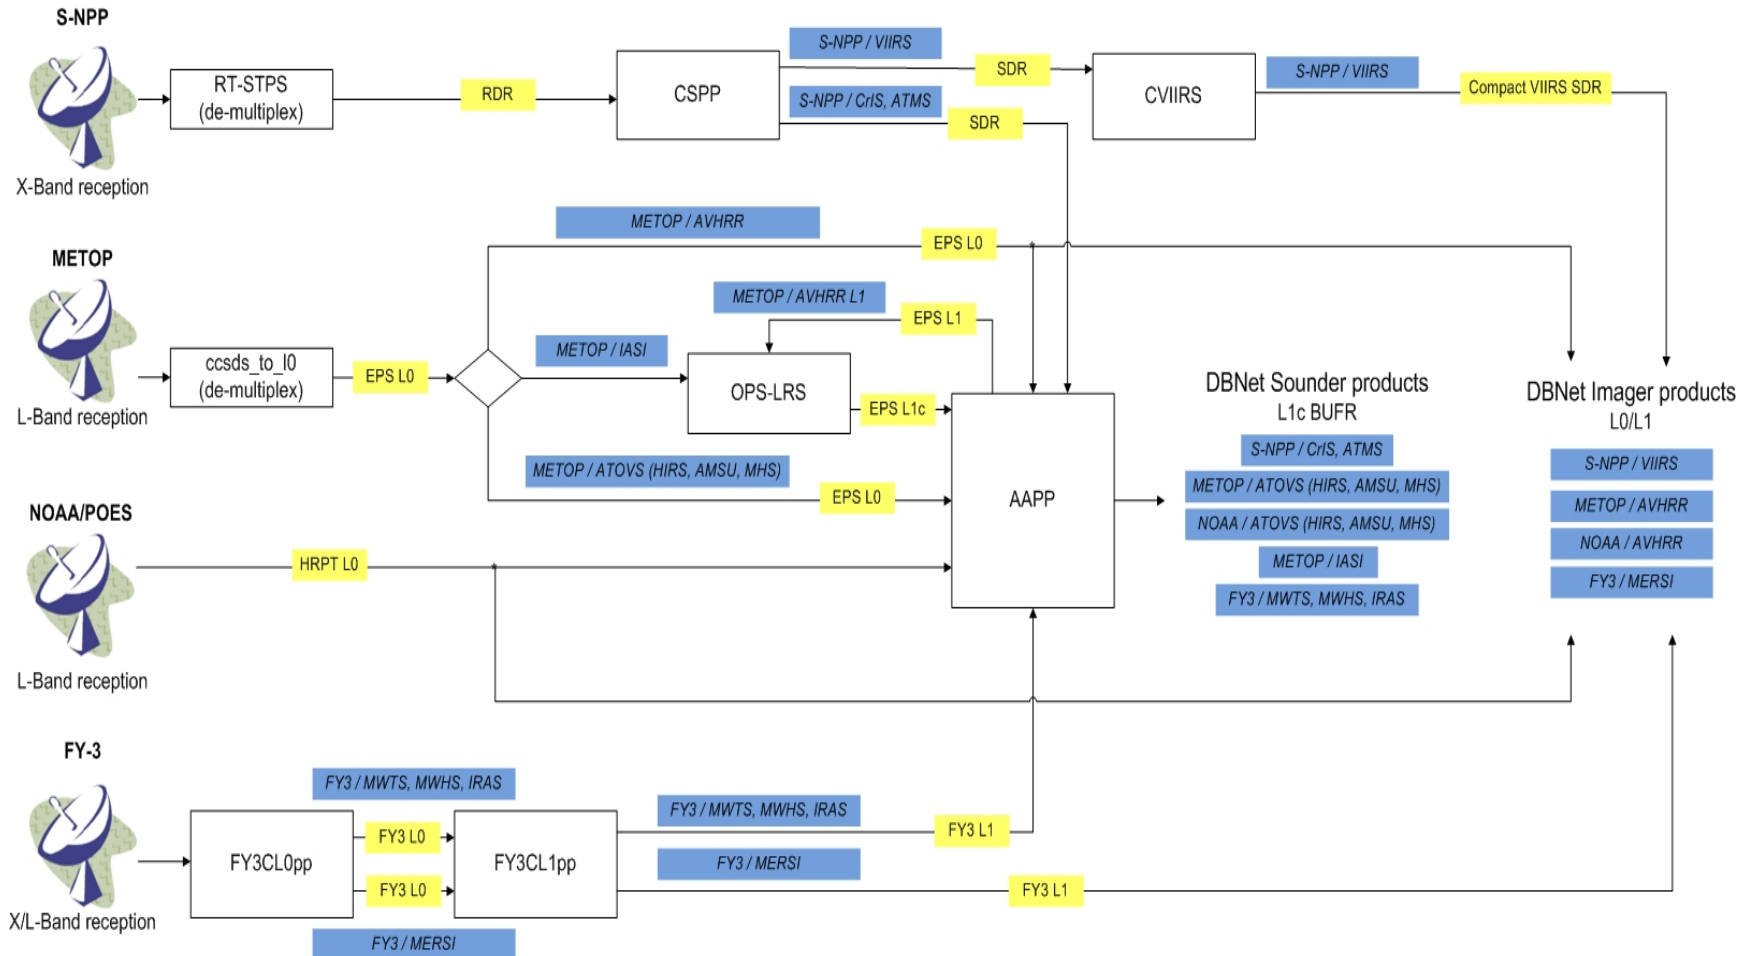 S-NPP
X-Band reception
RT-STPS
(de-multiplex)
RDR
CSPP
S-NPP / VIIRS
SDR
S-NPP / CrIS, ATMS
SDR
CVIIRS
S-NPP / VIIRS
Compact VIIRS SDR
METOP
L-Band reception
ccsds_to_l0
(de-multiplex)
EPS L0
METOP / AVHRR
EPS L0
METOP / AVHRR L1
EPS L1
METOP / IASI
OPS-LRS
EPS L1c
METOP / ATOVS (HIRS, AMSU, MHS)
EPS L0
AAPP
DBNet Sounder products
L1c BUFR
S-NPP / CrIS, ATMS
METOP / ATOVS (HIRS, AMSU, MHS)
NOAA / ATOVS (HIRS, AMSU, MHS)
METOP / IASI
FY3 / MWTS, MWHS, IRAS
DBNet Imager products
L0/L1
S-NPP / VIIRS
METOP / AVHRR
NOAA / AVHRR
FY3 / MERSI
NOAA/POES
L-Band reception
HRPT L0
FY-3
X/L-Band reception
FY3CL0pp
FY3 / MWTS, MWHS, IRAS
FY3 L0
FY3 L0
FY3 / MERSI
FY3CL1pp
FY3 / MWTS, MWHS, IRAS
FY3 L1
FY3 / MERSI
FY3 L1